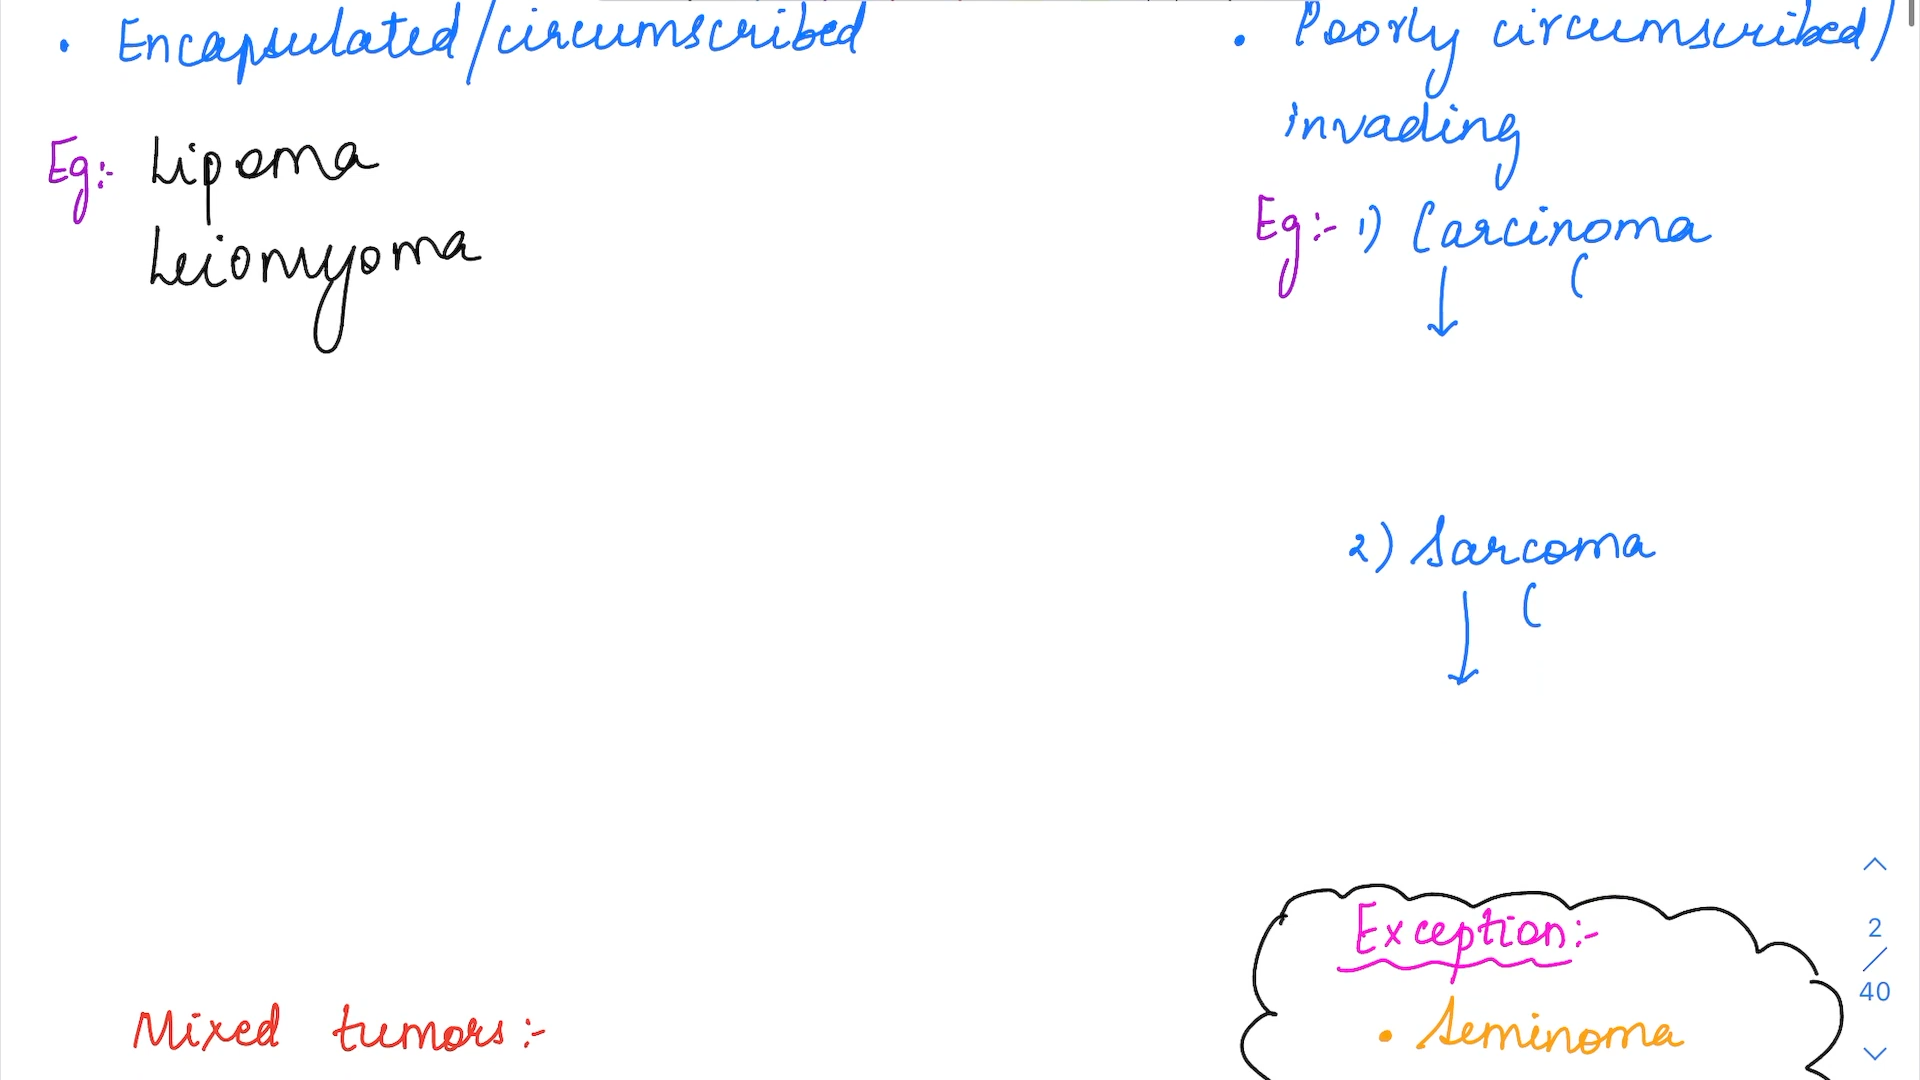 • Encapsulated/circumscribed
Eg:- Lipoma
Leiomyoma
• Poorly circumscribed/
invading
Eg:- 1) Carcinoma
(
2) Sarcoma
(
Exception:-
• Seminoma
Mixed tumors:-
2
/
40